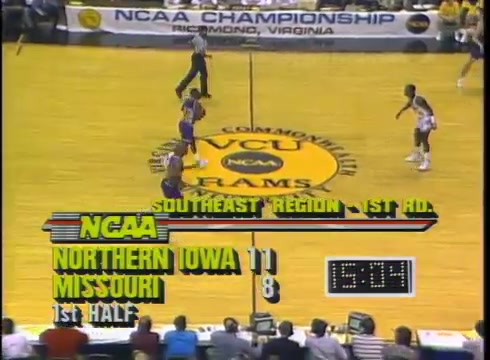 NCAA CHAMPIONSHIP
RICHMOND, VIRGINIA
COMMONWEALTH
VCU
NCAA
RAMS
SOUTHEAST REGION - 1ST RD.
NCAA
NORTHERN IOWA 11
MISSOURI 8
1st HALF
15:04